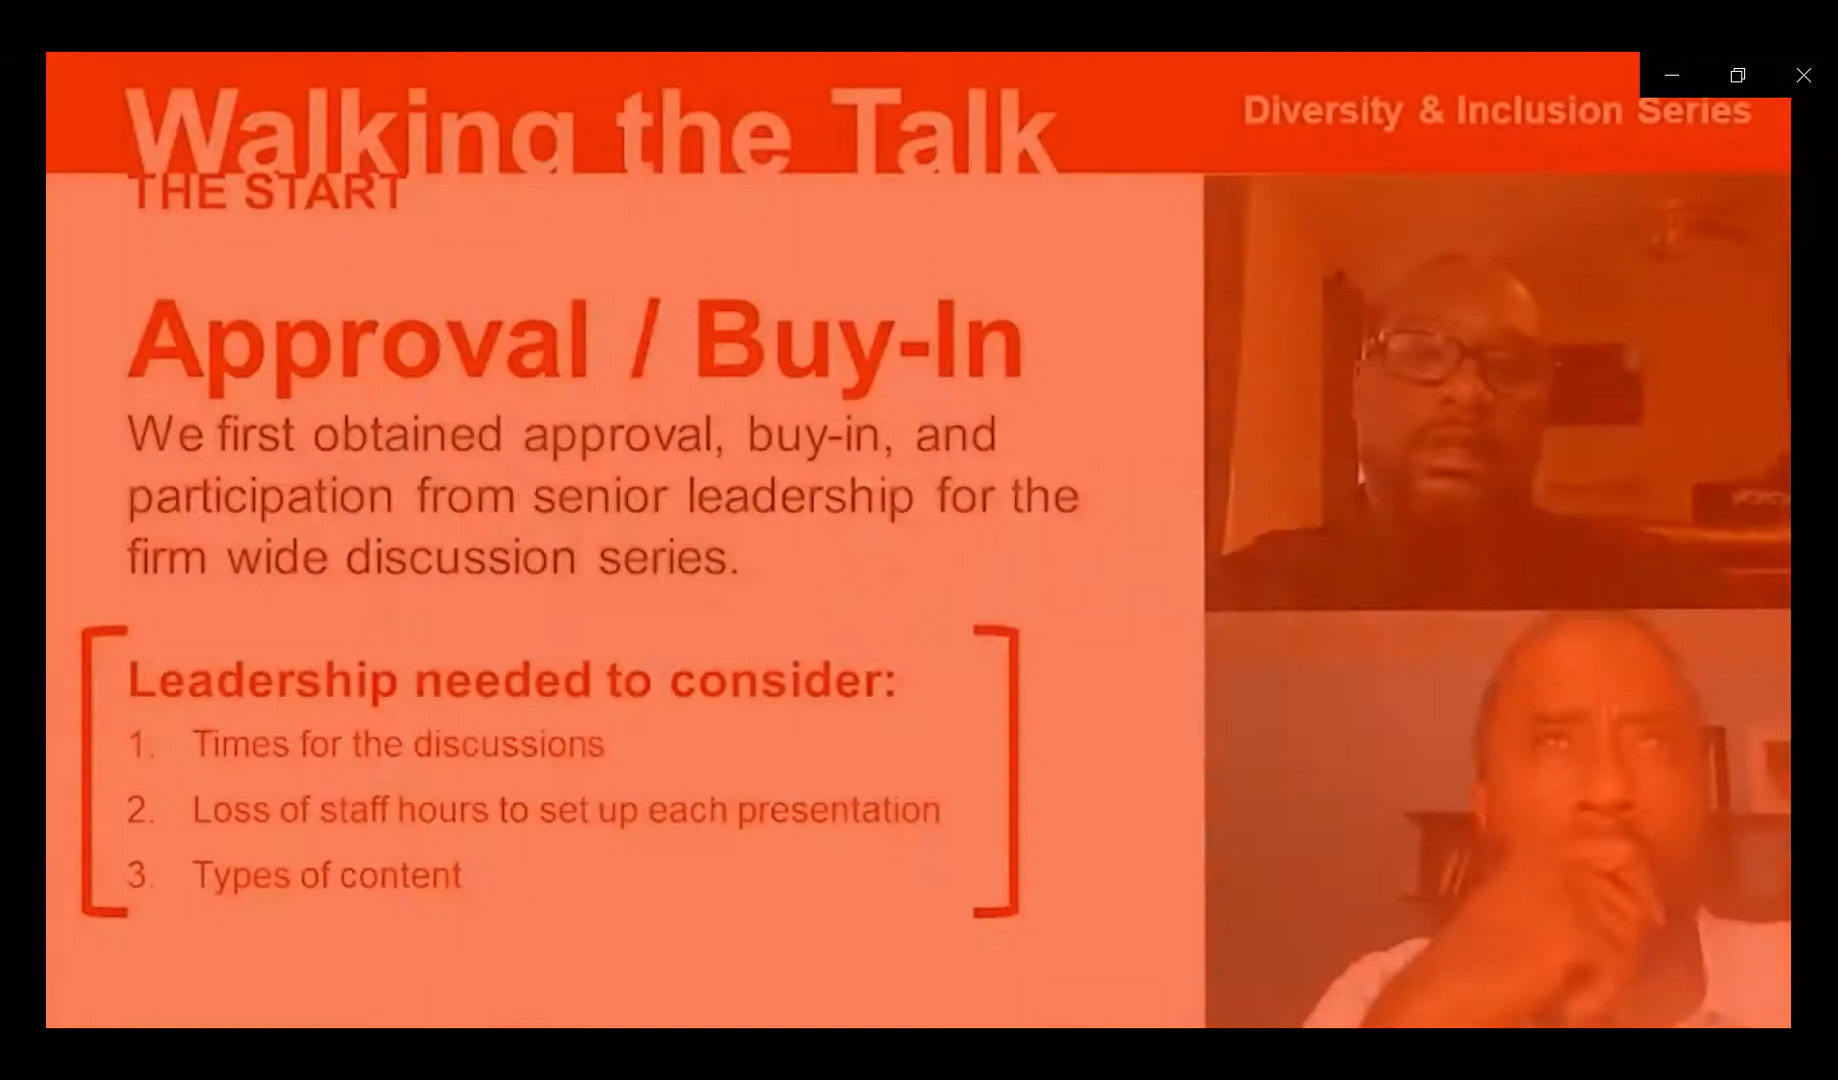 Walking the Talk
Diversity & Inclusion Series
THE START
Approval / Buy-In
We first obtained approval, buy-in, and
participation from senior leadership for the
firm wide discussion series.
Leadership needed to consider:
1. Times for the discussions
2. Loss of staff hours to set up each presentation
3. Types of content